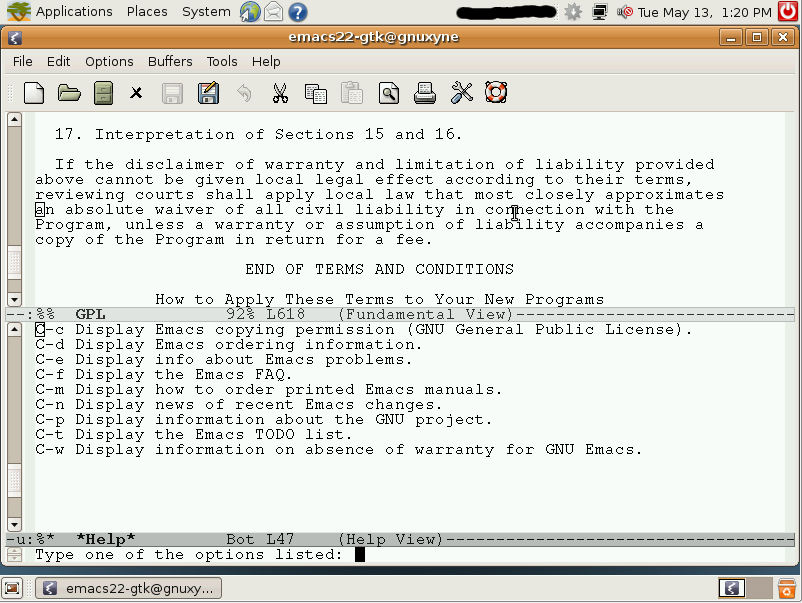 Applications Places System Tue May 13, 1:20 PM
emacs22-gtk@gnuxyne
File Edit Options Buffers Tools Help
17. Interpretation of Sections 15 and 16.
If the disclaimer of warranty and limitation of liability provided
above cannot be given local legal effect according to their terms,
reviewing courts shall apply local law that most closely approximates
an absolute waiver of all civil liability in connection with the
Program, unless a warranty or assumption of liability accompanies a
copy of the Program in return for a fee.
END OF TERMS AND CONDITIONS
How to Apply These Terms to Your New Programs
--:%% GPL 92% L618 (Fundamental View)----------------------------
C-c Display Emacs copying permission (GNU General Public License).
C-d Display Emacs ordering information.
C-e Display info about Emacs problems.
C-f Display the Emacs FAQ.
C-m Display how to order printed Emacs manuals.
C-n Display news of recent Emacs changes.
C-p Display information about the GNU project.
C-t Display the Emacs TODO list.
C-w Display information on absence of warranty for GNU Emacs.
-u:%* *Help* Bot L47 (Help View)-----------------------------------
Type one of the options listed:
emacs22-gtk@gnuxy...